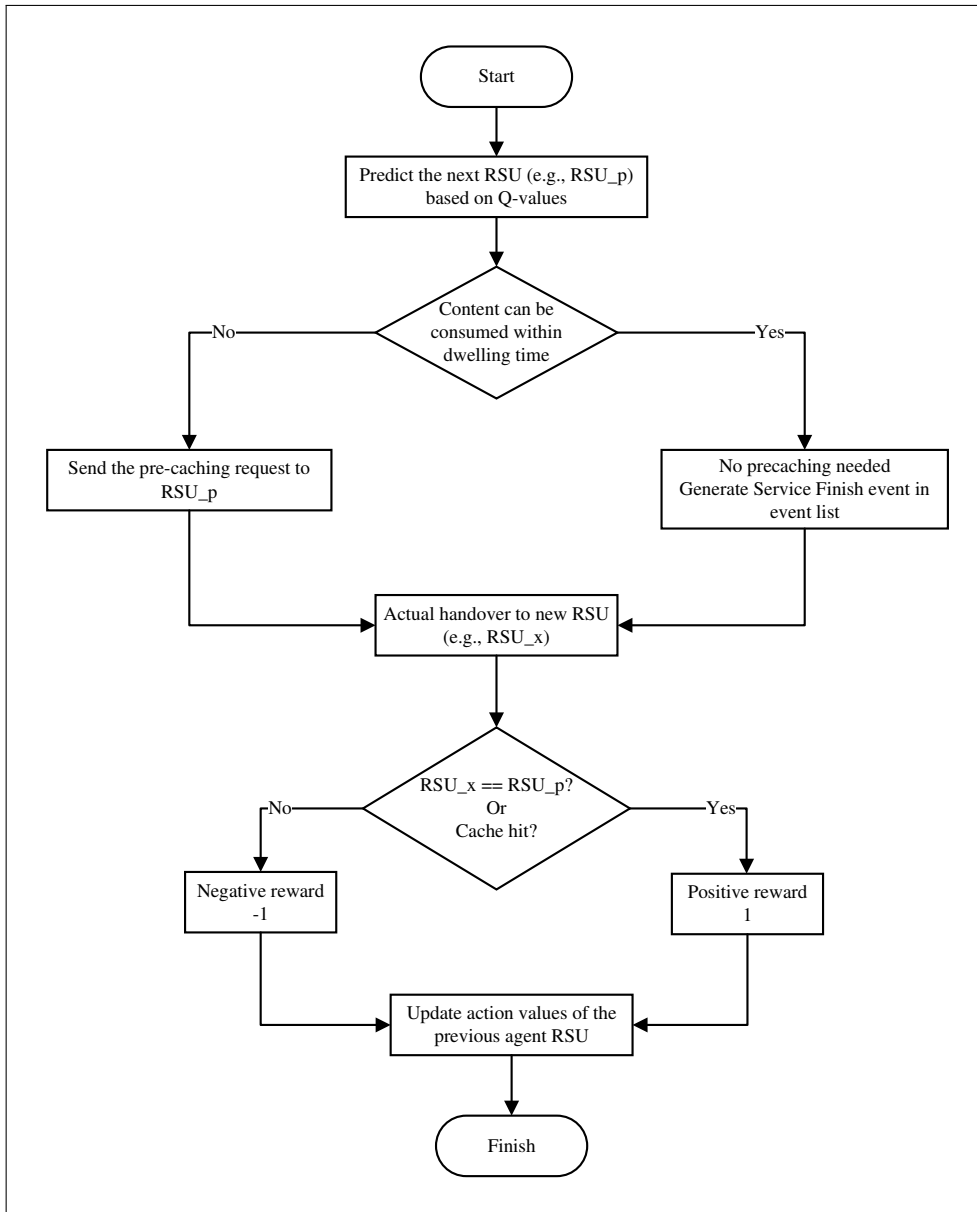 Start
Predict the next RSU (e.g., RSU_p)
based on Q-values
Content can be
consumed within
dwelling time
No
Yes
Send the pre-caching request to
RSU_p
No precaching needed
Generate Service Finish event in
event list
Actual handover to new RSU
(e.g., RSU_x)
RSU_x == RSU_p?
Or
Cache hit?
No
Yes
Negative reward
-1
Positive reward
1
Update action values of the
previous agent RSU
Finish